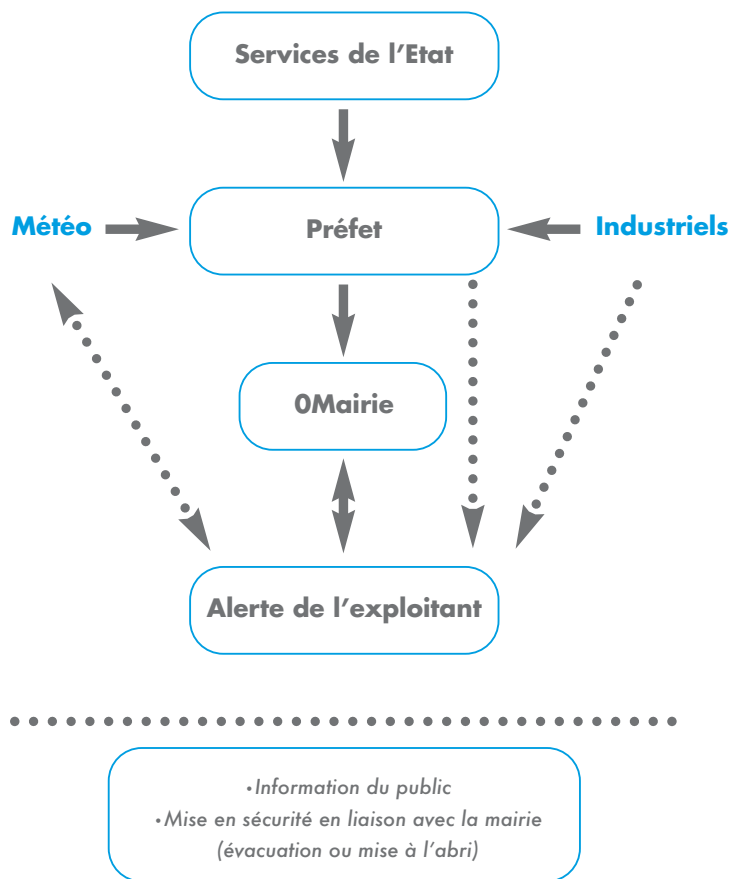 Services de l’Etat
Météo
Préfet
Industriels
0Mairie
Alerte de l’exploitant
•Information du public
•Mise en sécurité en liaison avec la mairie
(évacuation ou mise à l’abri)